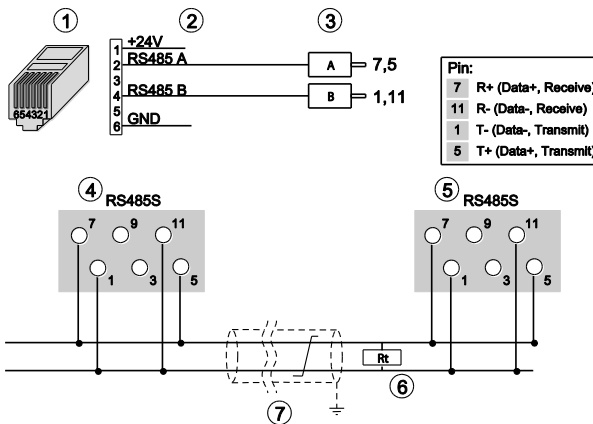 1
2
3
654321
1 +24V
2 RS485 A
3
4 RS485 B
5
6 GND
A 7,5
B 1,11
Pin:
7 R+ (Data+, Receive)
11 R- (Data-, Receive)
1 T- (Data-, Transmit)
5 T+ (Data+, Transmit)
4
RS485S
7 9 11
1 3 5
5
RS485S
7 9 11
1 3 5
Rt
6
7